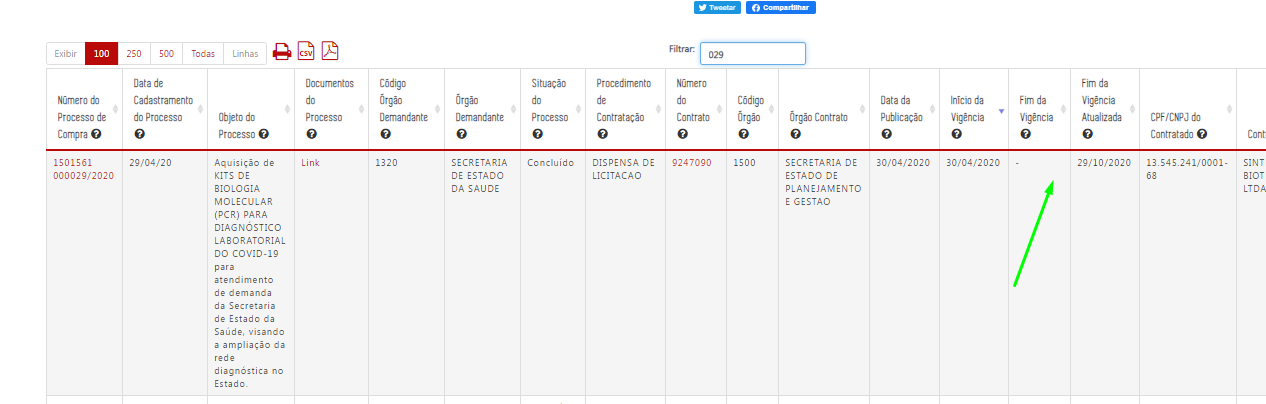 Tweetar Compartilhar
Exibir 100 250 500 Todas Linhas CSV
Filtrar: 029
Número do
Processo de
Compra ?
Data de
Cadastramento
do Processo
?
Objeto do
Processo ?
Documentos
do
Processo
?
Código
Órgão
Demandante
?
Órgão
Demandante
?
Situação
do
Processo
?
Procedimento
de
Contratação
?
Número
do
Contrato
?
Código
Órgão
?
Órgão Contrato
?
Data da
Publicação
?
Início da
Vigência
?
Fim da
Vigência
?
Fim da
Vigência
Atualizada
?
CPF/CNPJ do
Contratado ?
Cont
1501561
000029/2020
29/04/20
Aquisição de
KITS DE
BIOLOGIA
MOLECULAR
(PCR) PARA
DIAGNÓSTICO
LABORATORIAL
DO COVID-19
para
atendimento
de demanda
da Secretaria
de Estado da
Saúde, visando
a ampliação da
rede
diagnóstica no
Estado.
Link
1320
SECRETARIA
DE ESTADO
DA SAUDE
Concluído
DISPENSA DE
LICITACAO
9247090
1500
SECRETARIA DE
ESTADO DE
PLANEJAMENTO
E GESTAO
30/04/2020
30/04/2020
-
29/10/2020
13.545.241/0001-
68
SINT
BIOT
LTDA